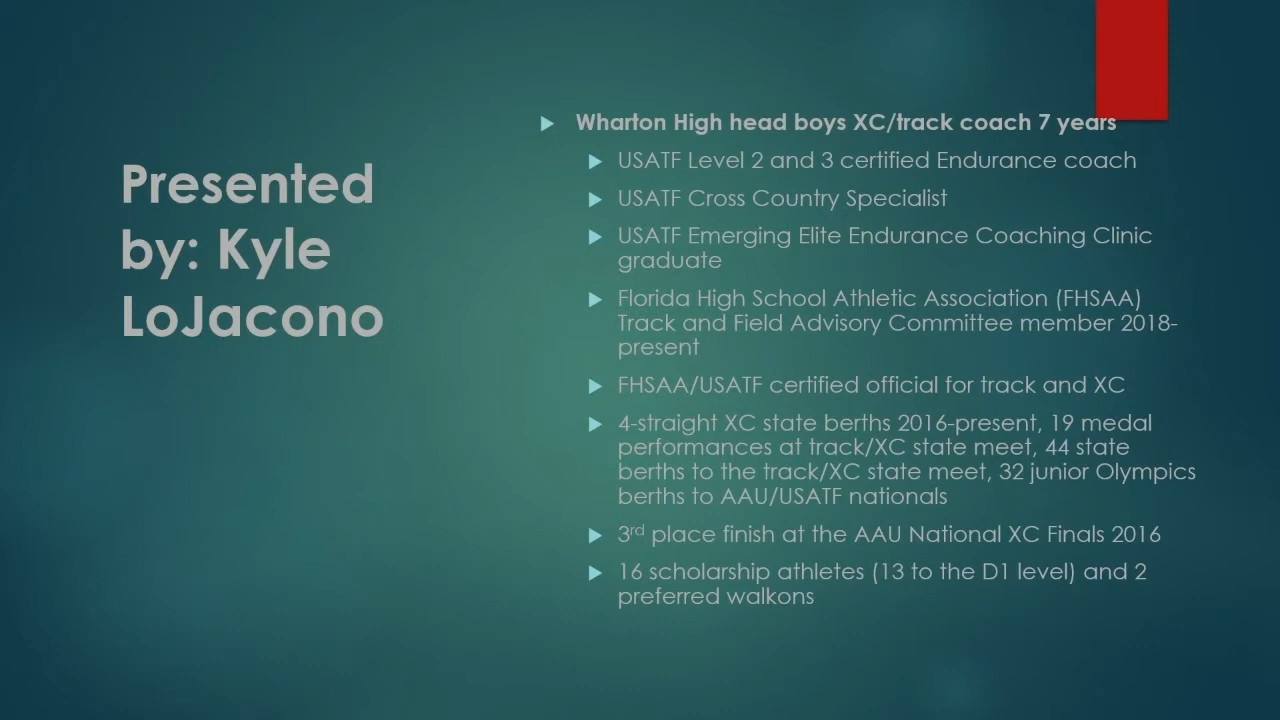 Presented
by: Kyle
LoJacono
Wharton High head boys XC/track coach 7 years
USATF Level 2 and 3 certified Endurance coach
USATF Cross Country Specialist
USATF Emerging Elite Endurance Coaching Clinic
graduate
Florida High School Athletic Association (FHSAA)
Track and Field Advisory Committee member 2018-
present
FHSAA/USATF certified official for track and XC
4-straight XC state berths 2016-present, 19 medal
performances at track/XC state meet, 44 state
berths to the track/XC state meet, 32 junior Olympics
berths to AAU/USATF nationals
3rd place finish at the AAU National XC Finals 2016
16 scholarship athletes (13 to the D1 level) and 2
preferred walkons